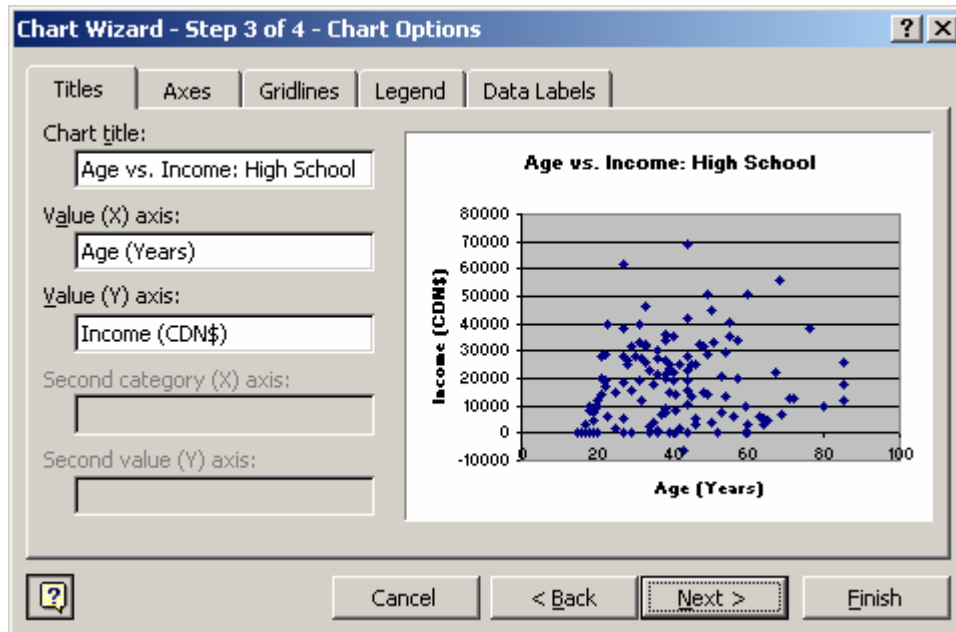 Chart Wizard - Step 3 of 4 - Chart Options
Titles
Axes
Gridlines
Legend
Data Labels
Chart title:
Age vs. Income: High School
Value (X) axis:
Age (Years)
Value (Y) axis:
Income (CDN$)
Second category (X) axis:
Second value (Y) axis:
Age vs. Income: High School
Income (CDN$)
80000
70000
60000
50000
40000
30000
20000
10000
0
-10000
0
20
40
60
80
100
Age (Years)
Cancel
< Back
Next >
Finish